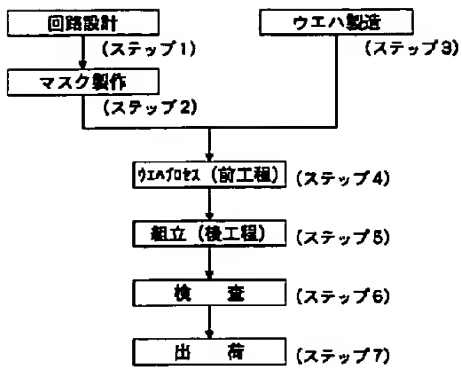 回路設計
(ステップ1)
ウエハ製造
(ステップ3)
マスク製作
(ステップ2)
ウエハプロセス (前工程)
(ステップ4)
組立 (後工程)
(ステップ5)
検 査
(ステップ6)
出 荷
(ステップ7)